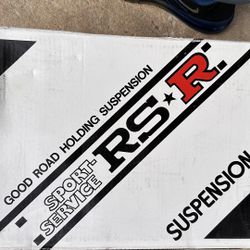 GOOD ROAD HOLDING SUSPENSION
SPORT-
SERVICE
RS★R
SUSPENSION